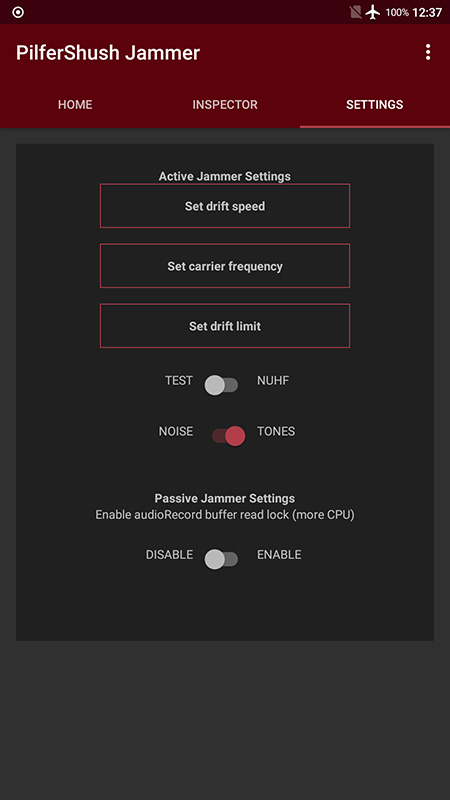 100% 12:37
PilferShush Jammer
HOME INSPECTOR SETTINGS
Active Jammer Settings
Set drift speed
Set carrier frequency
Set drift limit
TEST NUHF
NOISE TONES
Passive Jammer Settings
Enable audioRecord buffer read lock (more CPU)
DISABLE ENABLE